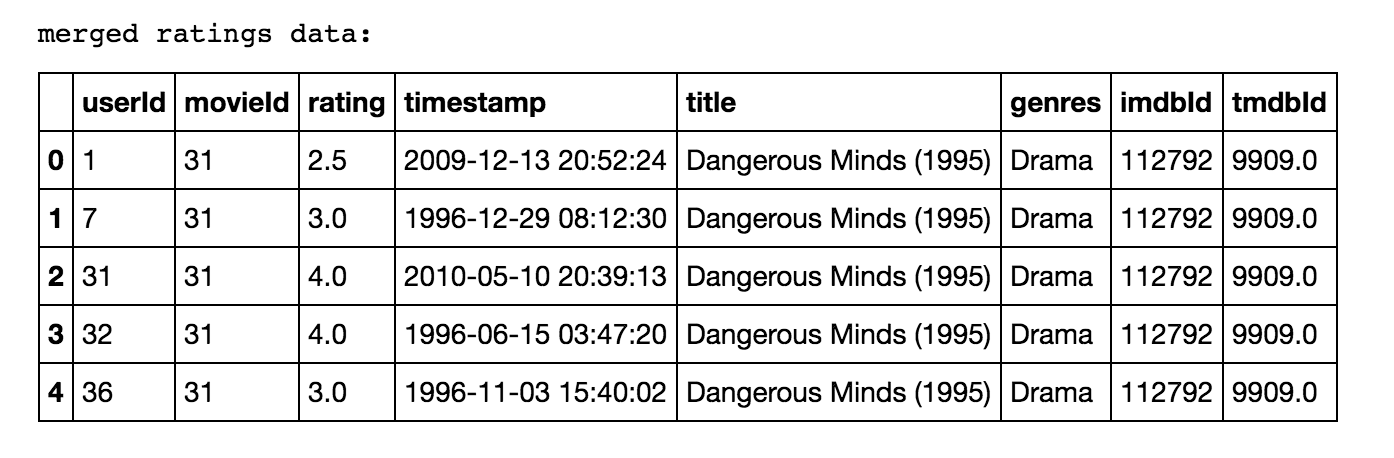 merged ratings data:
userId movieId rating timestamp title genres imdbId tmdbId
0 1 31 2.5 2009-12-13 20:52:24 Dangerous Minds (1995) Drama 112792 9909.0
1 7 31 3.0 1996-12-29 08:12:30 Dangerous Minds (1995) Drama 112792 9909.0
2 31 31 4.0 2010-05-10 20:39:13 Dangerous Minds (1995) Drama 112792 9909.0
3 32 31 4.0 1996-06-15 03:47:20 Dangerous Minds (1995) Drama 112792 9909.0
4 36 31 3.0 1996-11-03 15:40:02 Dangerous Minds (1995) Drama 112792 9909.0